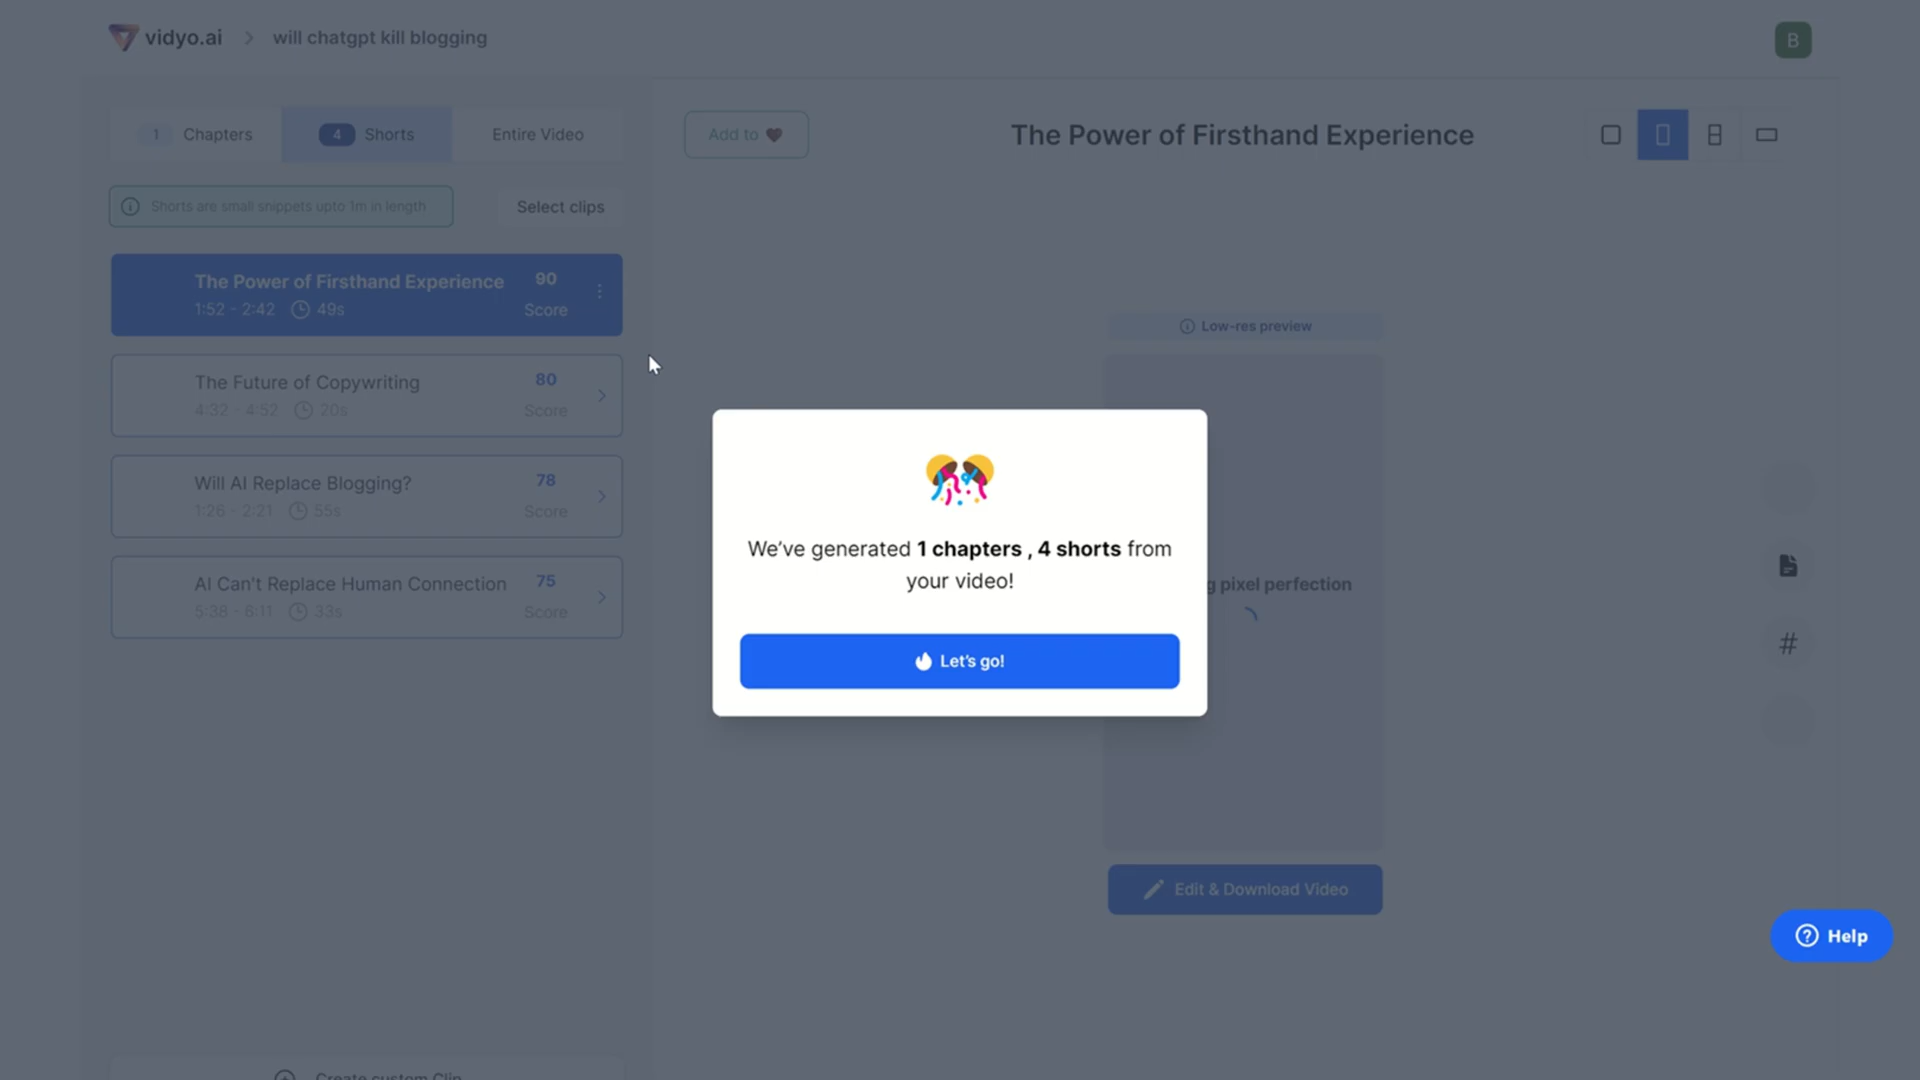 vidyo.ai > will chatgpt kill blogging
B
1 Chapters
4 Shorts
Entire Video
Shorts are small snippets upto 1m in length
Select clips
The Power of Firsthand Experience
1:52 - 2:42 49s
90
Score
The Future of Copywriting
4:32 - 4:52 20s
80
Score
Will AI Replace Blogging?
1:26 - 2:21 55s
78
Score
AI Can't Replace Human Connection
5:38 - 6:11 33s
75
Score
Create custom Clip
Add to
The Power of Firsthand Experience
Low-res preview
g pixel perfection
We've generated 1 chapters , 4 shorts from
your video!
Let's go!
Edit & Download Video
#
Help